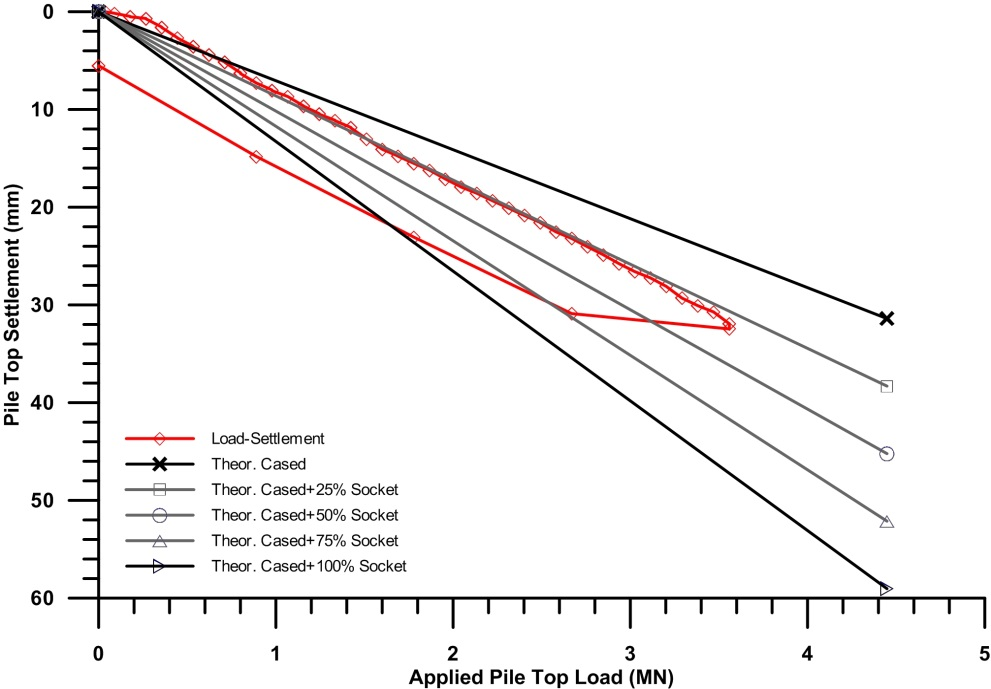 0
10
20
30
40
50
60
Pile Top Settlement (mm)
Load-Settlement
Theor. Cased
Theor. Cased+25% Socket
Theor. Cased+50% Socket
Theor. Cased+75% Socket
Theor. Cased+100% Socket
0 1 2 3 4 5
Applied Pile Top Load (MN)